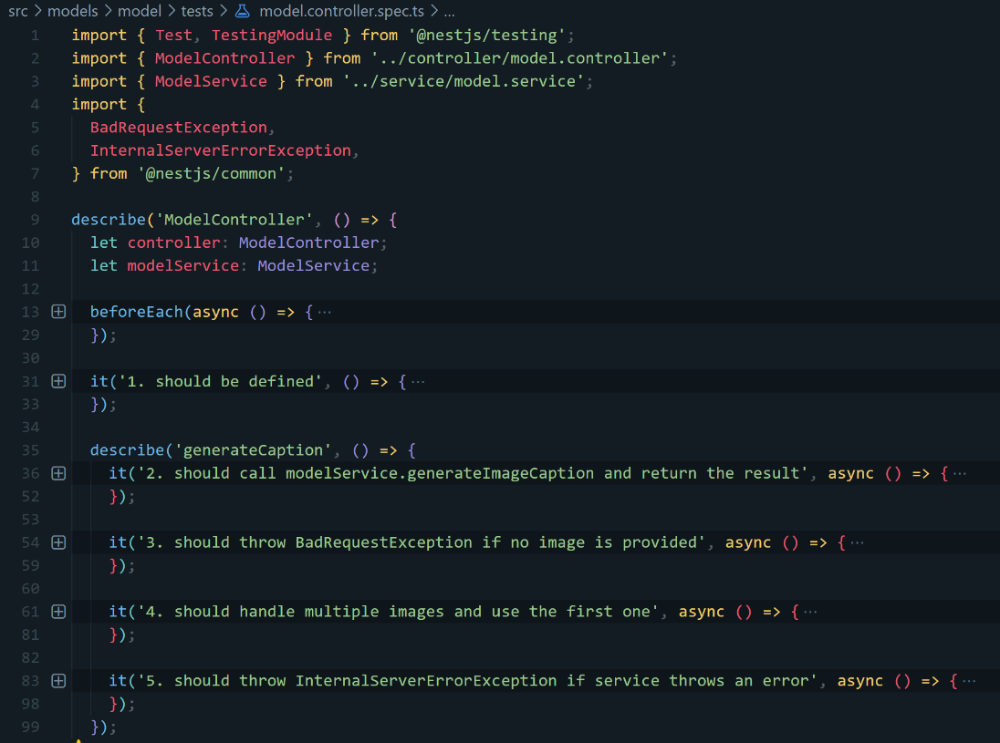 src > models > model > tests > model.controller.spec.ts > ...
1 import { Test, TestingModule } from '@nestjs/testing';
2 import { ModelController } from '../controller/model.controller';
3 import { ModelService } from '../service/model.service';
4 import {
5   BadRequestException,
6   InternalServerErrorException,
7 } from '@nestjs/common';
8
9 describe('ModelController', () => {
10   let controller: ModelController;
11   let modelService: ModelService;
12
13   beforeEach(async () => {···
29   });
30
31   it('1. should be defined', () => {···
33   });
34
35   describe('generateCaption', () => {
36     it('2. should call modelService.generateImageCaption and return the result', async () => {···
52     });
53
54     it('3. should throw BadRequestException if no image is provided', async () => {···
59     });
60
61     it('4. should handle multiple images and use the first one', async () => {···
81     });
82
83     it('5. should throw InternalServerErrorException if service throws an error', async () => {···
98     });
99   });